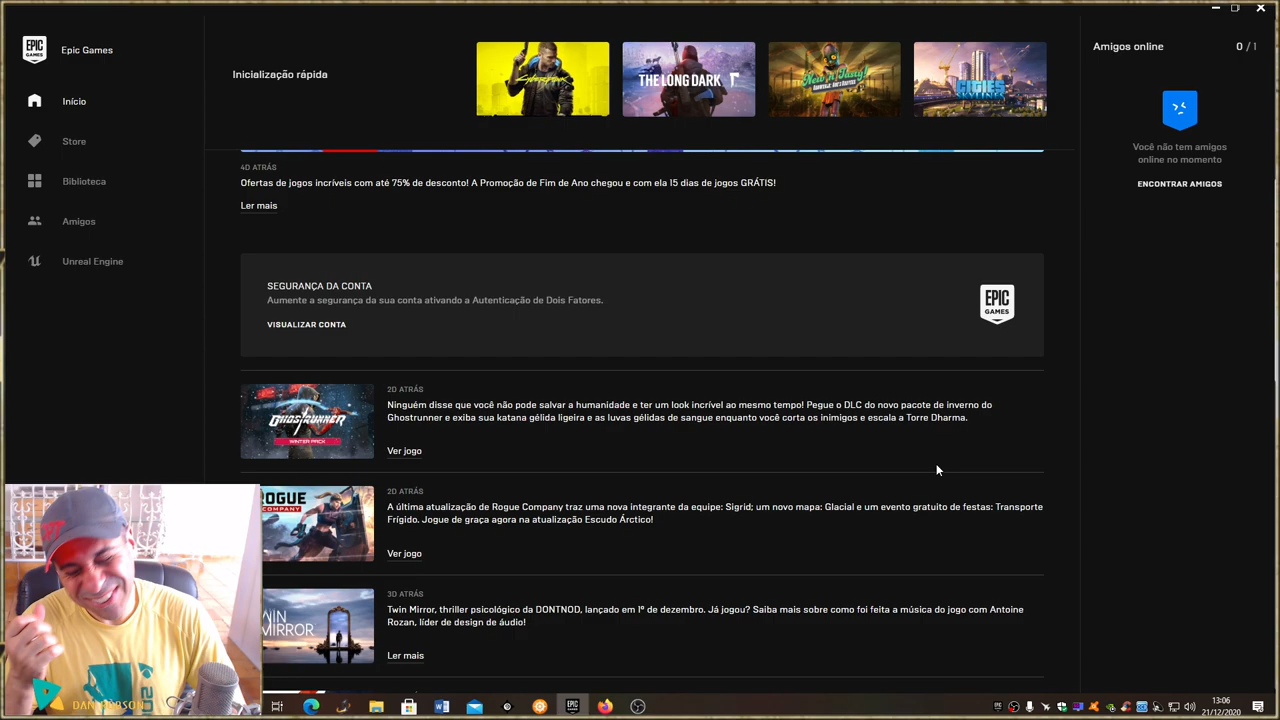 EPIC
GAMES
Epic Games
Início
Store
Biblioteca
Amigos
Unreal Engine
Inicialização rápida
THE LONG DARK
New 'n' Tasty!
CITIES
SKYLINES
Amigos online
0 / 1
Você não tem amigos
online no momento
ENCONTRAR AMIGOS
4D ATRÁS
Ofertas de jogos incríveis com até 75% de desconto! A Promoção de Fim de Ano chegou e com ela 15 dias de jogos GRÁTIS!
Ler mais
SEGURANÇA DA CONTA
Aumente a segurança da sua conta ativando a Autenticação de Dois Fatores.
VISUALIZAR CONTA
EPIC
GAMES
GHOSTRUNNER
WINTER PACK
2D ATRÁS
Ninguém disse que você não pode salvar a humanidade e ter um look incrível ao mesmo tempo! Pegue o DLC do novo pacote de inverno do
Ghostrunner e exiba sua katana gélida ligeira e as luvas gélidas de sangue enquanto você corta os inimigos e escala a Torre Dharma.
Ver jogo
ROGUE
COMPANY
2D ATRÁS
A última atualização de Rogue Company traz uma nova integrante da equipe: Sigrid; um novo mapa: Glacial e um evento gratuito de festas: Transporte
Frígido. Jogue de graça agora na atualização Escudo Árctico!
Ver jogo
MIRROR
3D ATRÁS
Twin Mirror, thriller psicológico da DONTNOD, lançado em 1º de dezembro. Já jogou? Saiba mais sobre como foi feita a música do jogo com Antoine
Rozan, líder de design de áudio!
Ler mais
13:06
21/12/2020